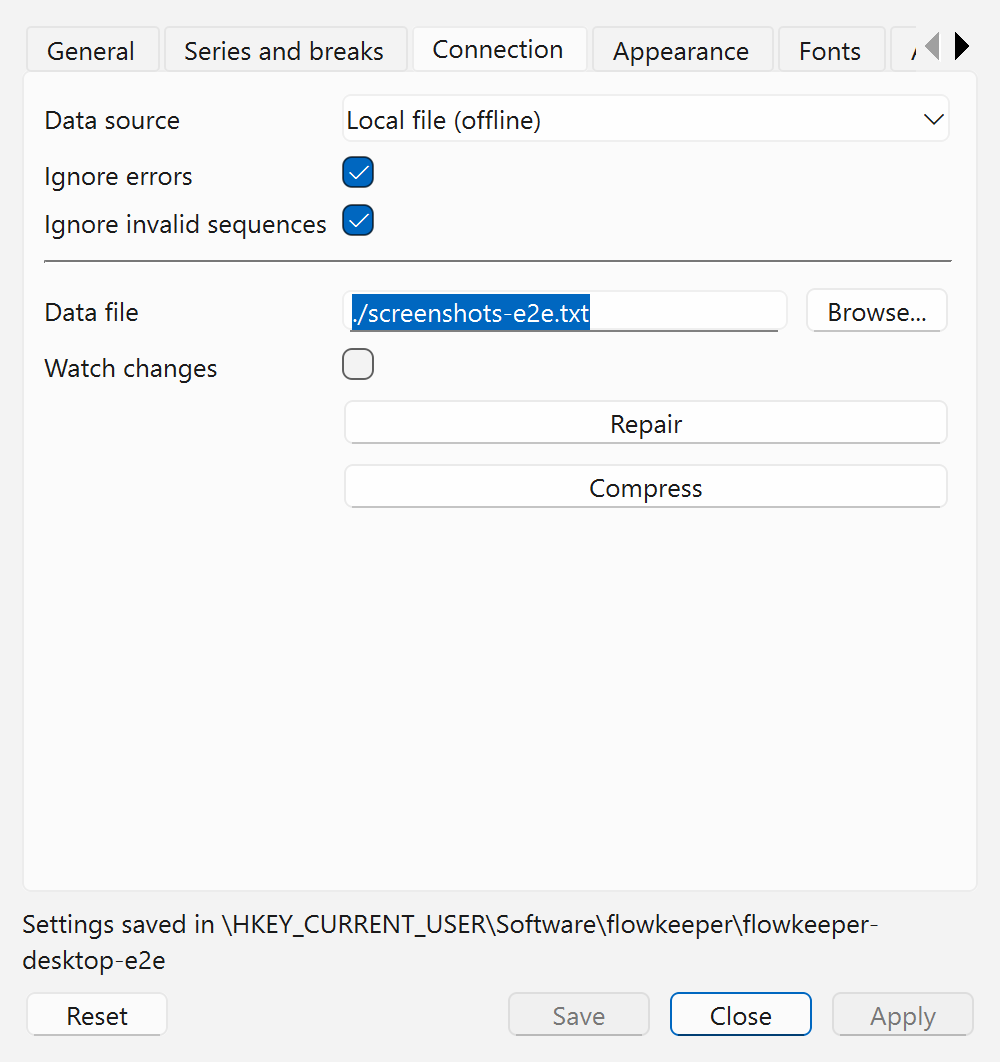 General Series and breaks Connection Appearance Fonts
Data source Local file (offline)
Ignore errors
Ignore invalid sequences
Data file ./screenshots-e2e.txt Browse...
Watch changes
Repair
Compress
Settings saved in \HKEY_CURRENT_USER\Software\flowkeeper\flowkeeper-
desktop-e2e
Reset Save Close Apply